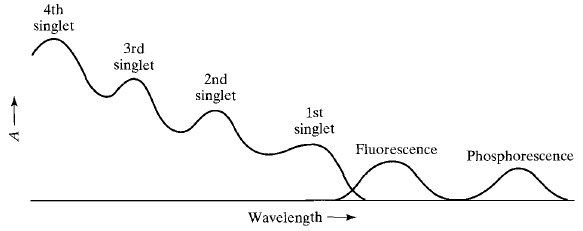 4th
singlet
3rd
singlet
2nd
singlet
1st
singlet
Fluorescence
Phosphorescence
A
Wavelength